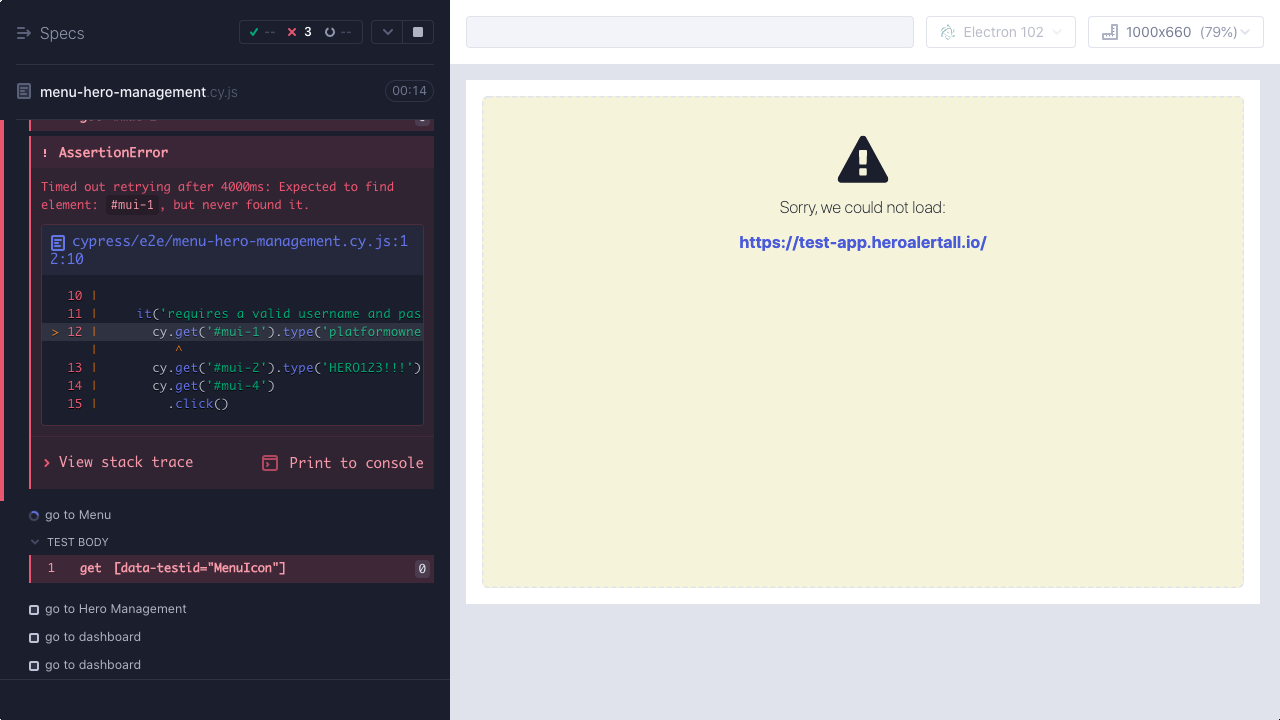 Specs
-- 3 --
Electron 102
1000x660 (79%)
menu-hero-management.cy.js
00:14
! AssertionError
Timed out retrying after 4000ms: Expected to find
element: #mui-1, but never found it.
cypress/e2e/menu-hero-management.cy.js:1
2:10
10 |
11 | it('requires a valid username and pas
> 12 | cy.get('#mui-1').type('platformowne
| ^
13 | cy.get('#mui-2').type('HERO123!!!')
14 | cy.get('#mui-4')
15 | .click()
> View stack trace
Print to console
go to Menu
TEST BODY
1 get [data-testid="MenuIcon"] 0
go to Hero Management
go to dashboard
go to dashboard
Sorry, we could not load:
https://test-app.heroalertall.io/